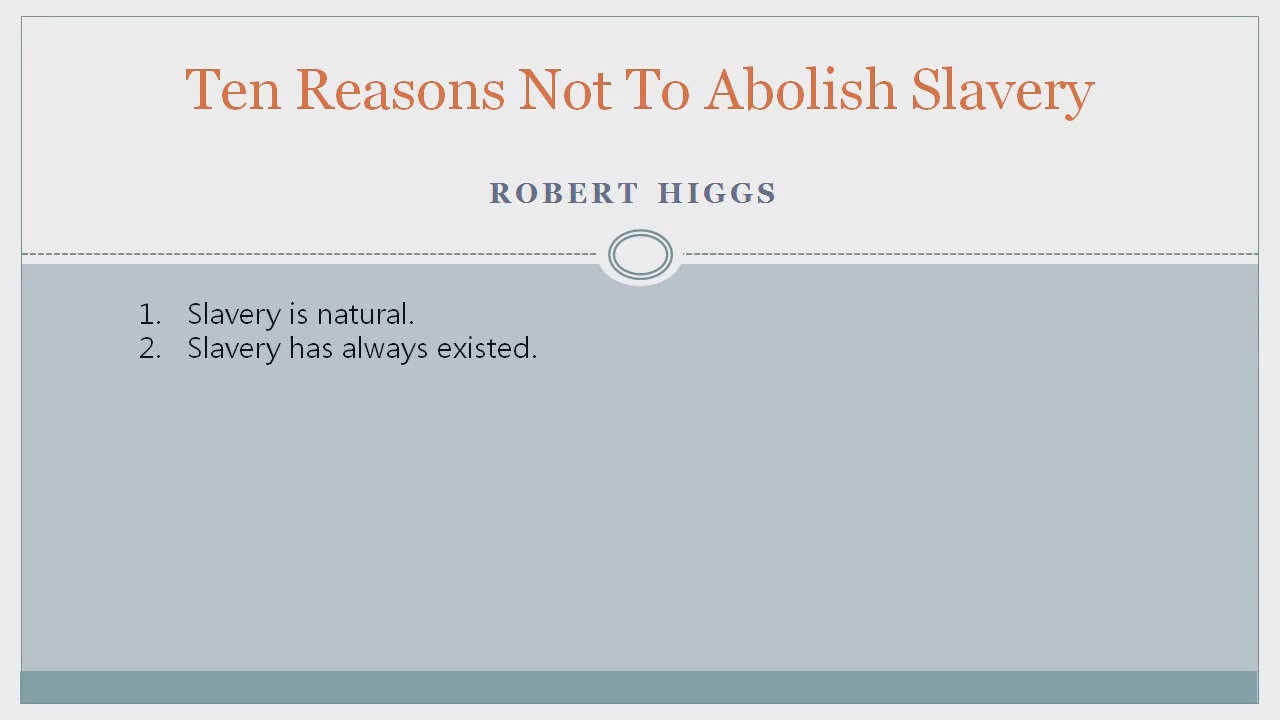 Ten Reasons Not To Abolish Slavery
ROBERT HIGGS
1. Slavery is natural.
2. Slavery has always existed.